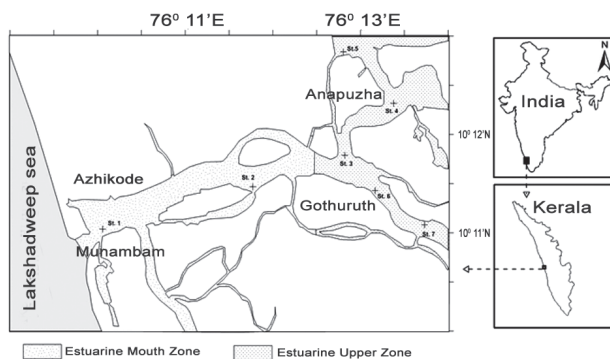 76° 11'E
76° 13'E
St.5
Anapuzha
St. 4
10° 12'N
St. 3
Azhikode
St. 2
St. 6
Gothuruth
St. 1
St. 7
10° 11'N
Munambam
Lakshadweep sea
N
India
Kerala
Estuarine Mouth Zone
Estuarine Upper Zone